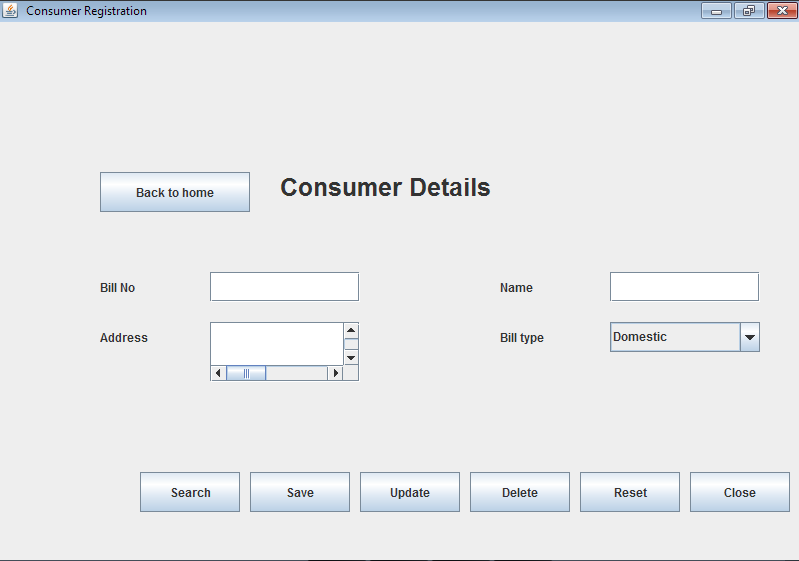 Consumer Registration
Back to home
Consumer Details
Bill No
Name
Address
Bill type
Domestic
Search
Save
Update
Delete
Reset
Close